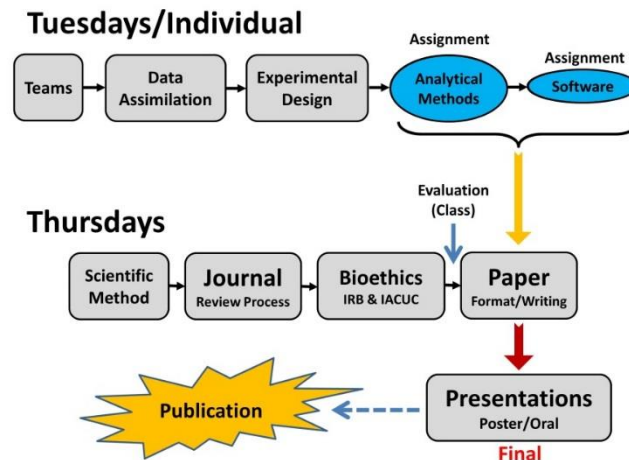 Tuesdays/Individual
Assignment
Assignment
Teams
Data
Assimilation
Experimental
Design
Analytical
Methods
Software
Evaluation
(Class)
Thursdays
Scientific
Method
Journal
Review Process
Bioethics
IRB & IACUC
Paper
Format/Writing
Publication
Presentations
Poster/Oral
Final